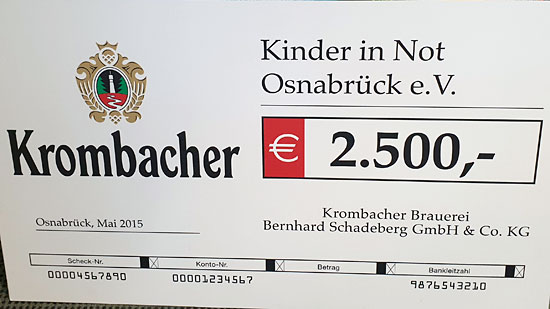 Kinder in Not
Osnabrück e.V.
Krombacher
€ 2.500,-
Osnabrück, Mai 2015
Krombacher Brauerei
Bernhard Schadeberg GmbH & Co. KG
Scheck-Nr. Konto-Nr. Betrag Bankleitzahl
00004567890 00001234567 9876543210